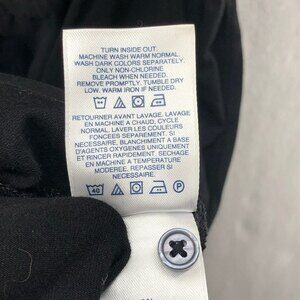 TURN INSIDE OUT.
MACHINE WASH WARM NORMAL.
WASH DARK COLORS SEPARATELY.
ONLY NON-CHLORINE
BLEACH WHEN NEEDED.
REMOVE PROMPTLY. TUMBLE DRY
LOW. WARM IRON IF NEEDED.
RETOURNER AVANT LAVAGE. LAVAGE
EN MACHINE A CHAUD, CYCLE
NORMAL. LAVER LES COULEURS
FONCEES SEPAREMENT. SI
NECESSAIRE, BLANCHIMENT A BASE
D'AGENTS OXYGENES UNIQUEMENT
ET RINCER RAPIDEMENT. SECHAGE
EN MACHINE A TEMPERATURE
MODEREE. REPASSER SI
NECESSAIRE.
40 P